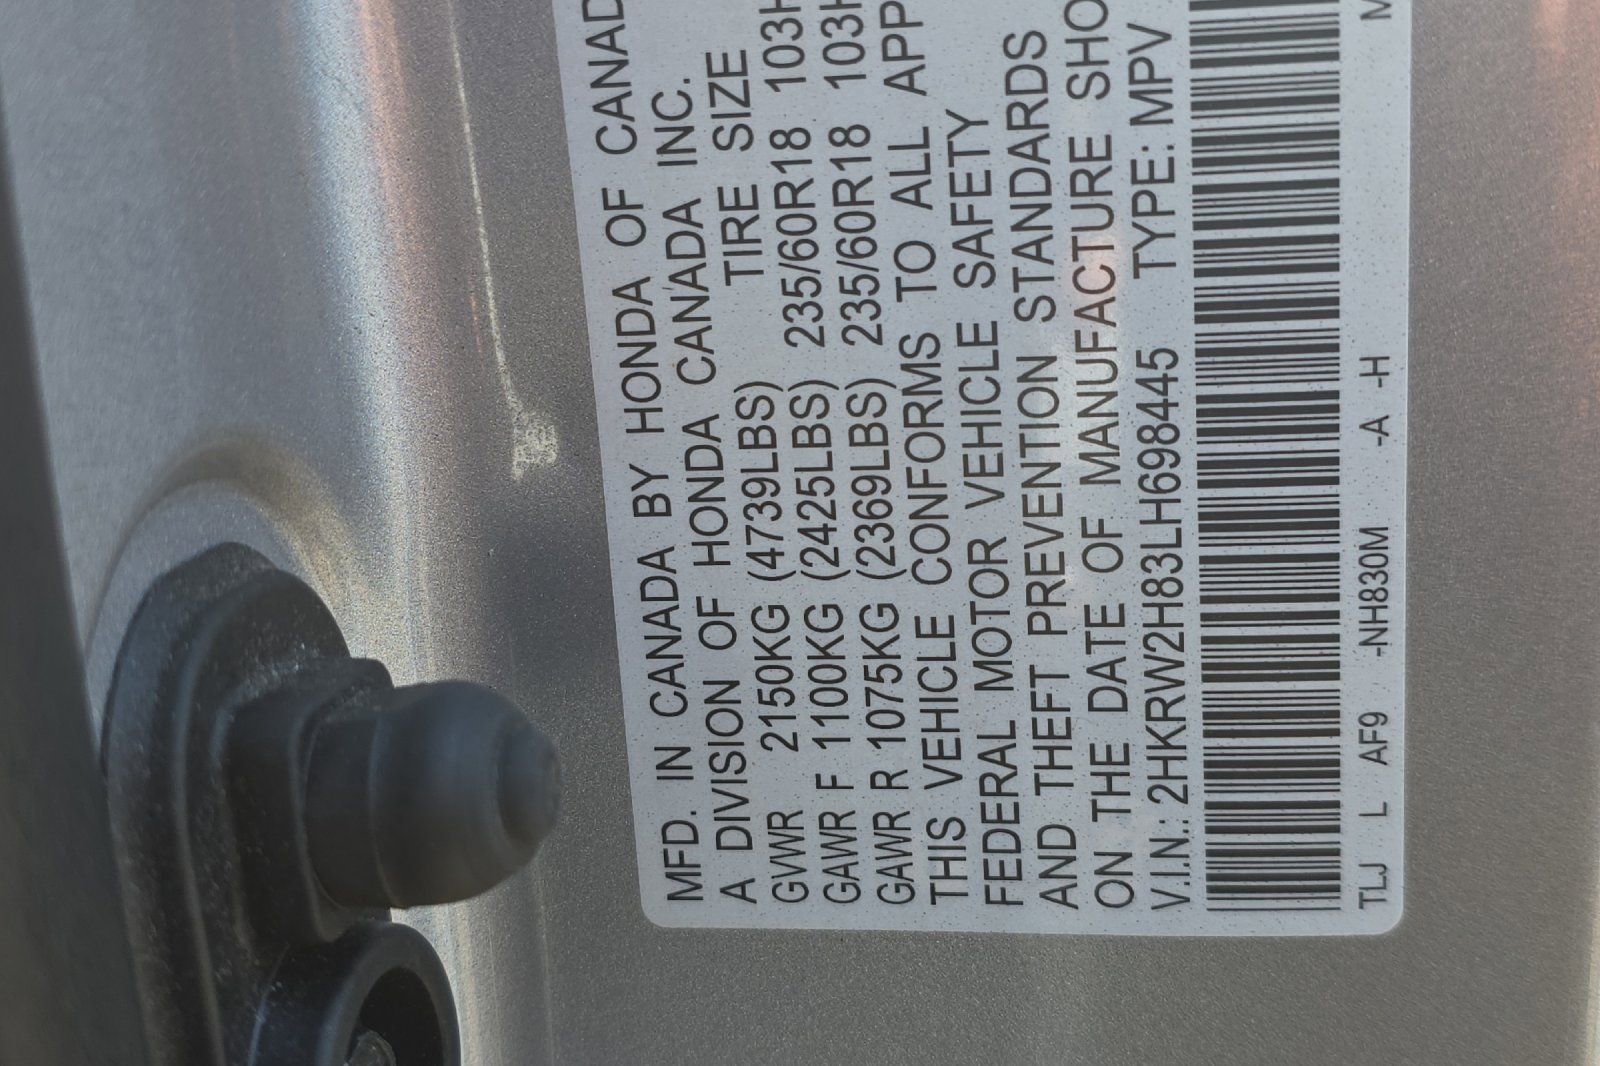 MFD. IN CANADA BY HONDA OF CANAD
A DIVISION OF HONDA CANADA INC.
GVWR 2150KG (4739LBS) TIRE SIZE
GAWR F 1100KG (2425LBS) 235/60R18 103H
GAWR R 1075KG (2369LBS) 235/60R18 103H
THIS VEHICLE CONFORMS TO ALL APP
FEDERAL MOTOR VEHICLE SAFETY
AND THEFT PREVENTION STANDARDS
ON THE DATE OF MANUFACTURE SHO
V.I.N.: 2HKRW2H83LH698445 TYPE: MPV
TLJ L AF9 -NH830M -A -H M